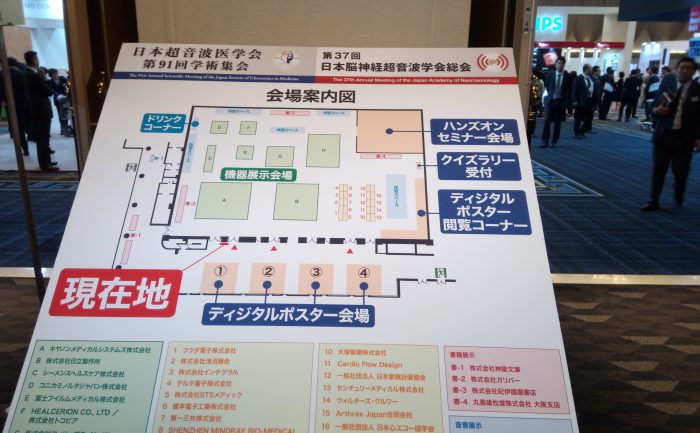 日本超音波医学会
第91回学術集会
The 91st Annual Scientific Meeting of the Japan Society of Ultrasonics in Medicine
第37回
日本脳神経超音波学会総会
The 37th Annual Meeting of the Japan Academy of Neurosonology
会場案内図
ドリンク
コーナー
ハンズオン
セミナー会場
クイズラリー
受付
ディジタル
ポスター
閲覧コーナー
機器展示会場
A
B
C
D
E
F
G
H
現在地
①
②
③
④
ディジタルポスター会場
A キヤノンメディカルシステムズ株式会社
B 株式会社日立製作所
C シーメンスヘルスケア株式会社
D コニカミノルタジャパン株式会社
E 富士フイルムメディカル株式会社
F HEALCERION CO., LTD /
株式会社トコビア
1 フクダ電子株式会社
2 株式会社浅沼商会
3 株式会社インテグラル
4 デルタ電子株式会社
5 株式会社STSメディック
6 橋本電子工業株式会社
7 第一三共株式会社
8 SHENZHEN MINDRAY BIO-MEDICAL
10 大塚製薬株式会社
11 Cardio Flow Design
12 一般社団法人 日本家族計画協会
13 センチュリーメディカル株式会社
14 ウォルターズ・クルワー
15 Arthrex Japan合同会社
16 一般社団法人 日本心エコー図学会
書籍展示
書-1 株式会社神陵文庫
書-2 株式会社ガリバー
書-3 株式会社紀伊國屋書店
書-4 丸善雄松堂株式会社 大阪支店
音響展示
IPS